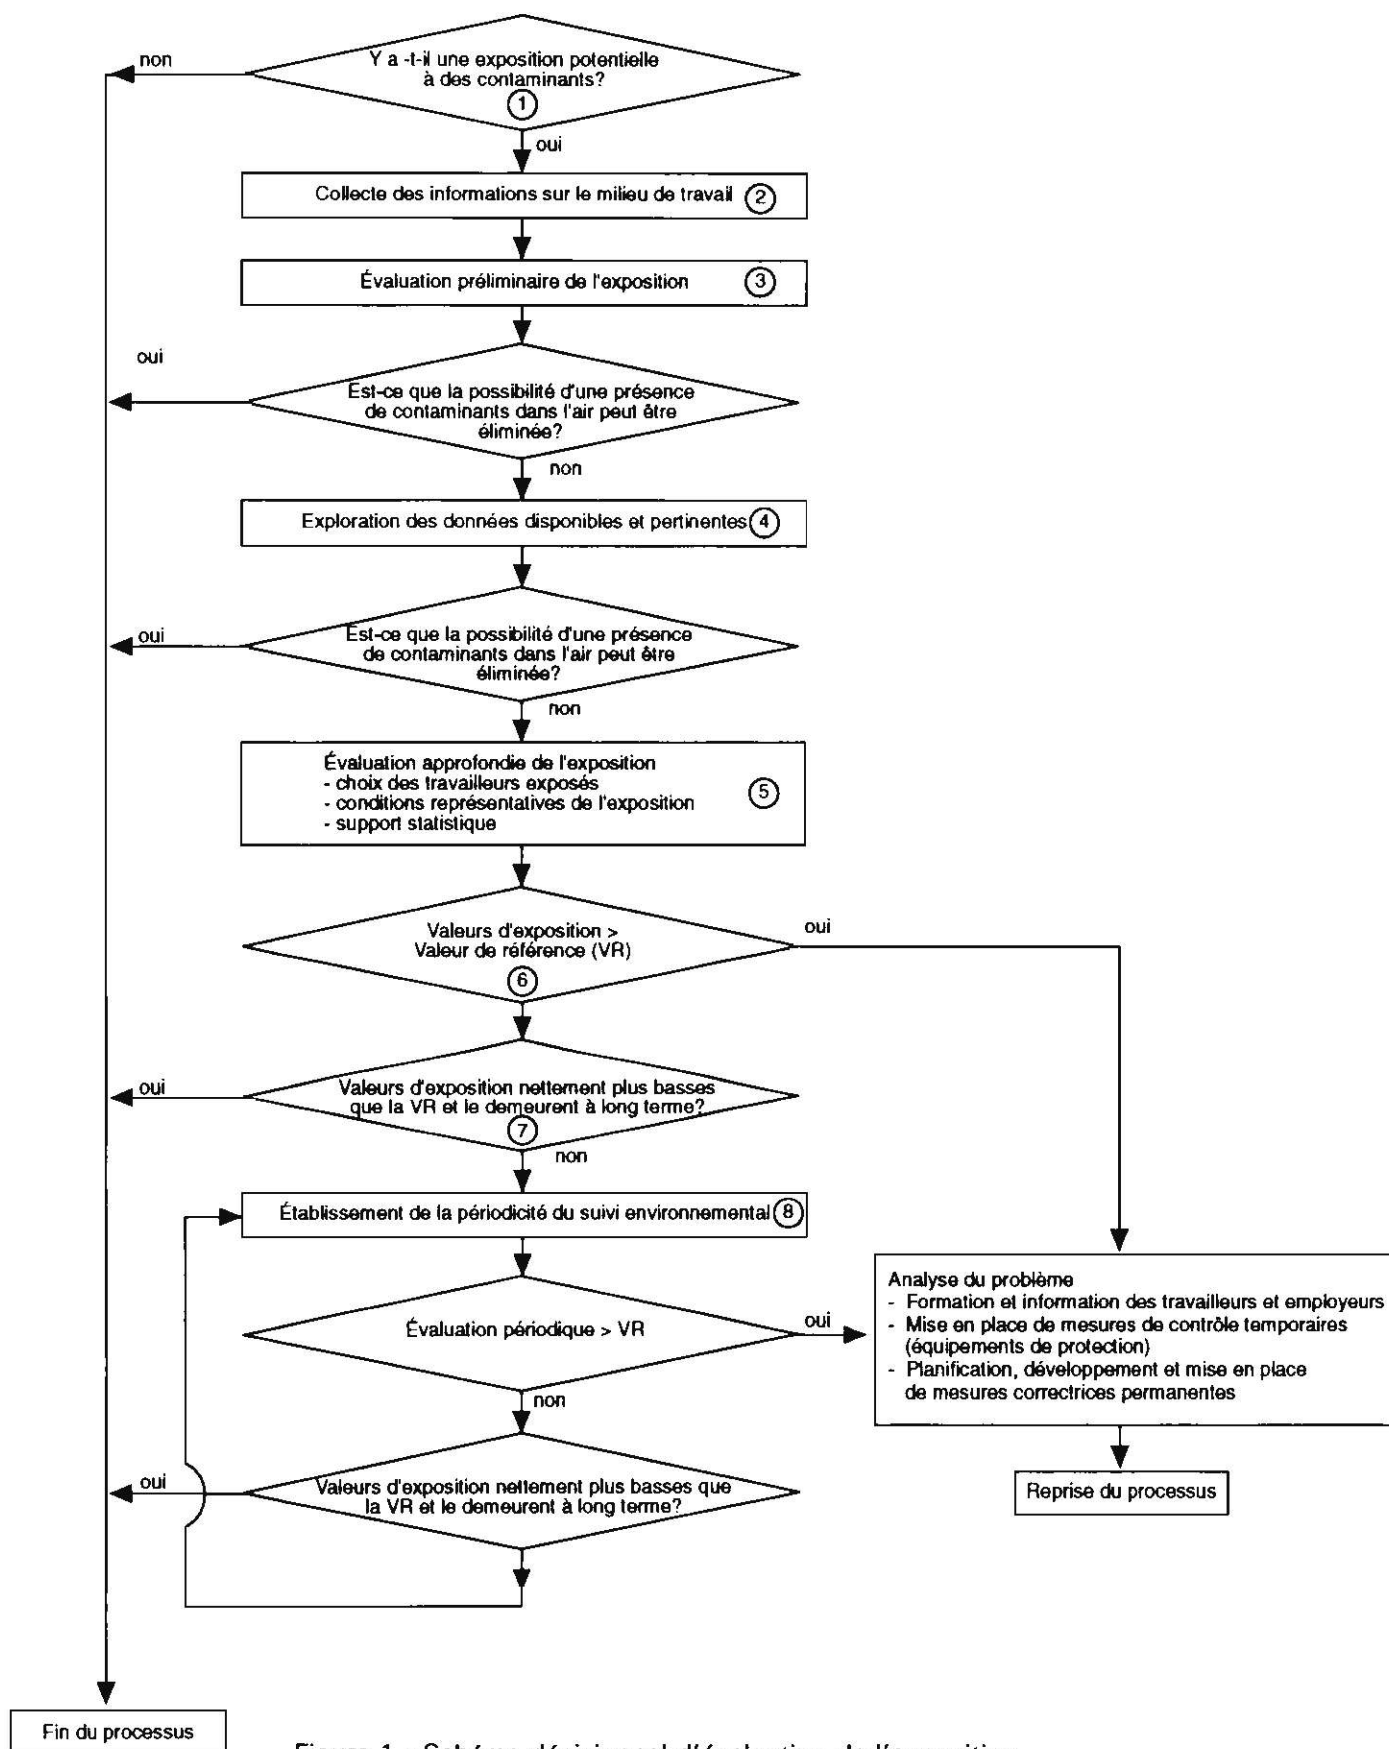 Y a -t-il une exposition potentielle
à des contaminants?
1
non
oui
Collecte des informations sur le milieu de travail 2
Évaluation préliminaire de l'exposition 3
oui
Est-ce que la possibilité d'une présence
de contaminants dans l'air peut être
éliminée?
non
Exploration des données disponibles et pertinentes 4
oui
Est-ce que la possibilité d'une présence
de contaminants dans l'air peut être
éliminée?
non
Évaluation approfondie de l'exposition
- choix des travailleurs exposés
- conditions représentatives de l'exposition
- support statistique
5
Valeurs d'exposition >
Valeur de référence (VR)
6
oui
oui
Valeurs d'exposition nettement plus basses
que la VR et le demeurent à long terme?
7
non
Établissement de la périodicité du suivi environnemental 8
Évaluation périodique > VR
oui
non
Analyse du problème
- Formation et information des travailleurs et employeurs
- Mise en place de mesures de contrôle temporaires
(équipements de protection)
- Planification, développement et mise en place
de mesures correctrices permanentes
Reprise du processus
oui
Valeurs d'exposition nettement plus basses que
la VR et le demeurent à long terme?
Fin du processus
Figure 1 : Schéma décisionnel d'évaluation de l'exposition